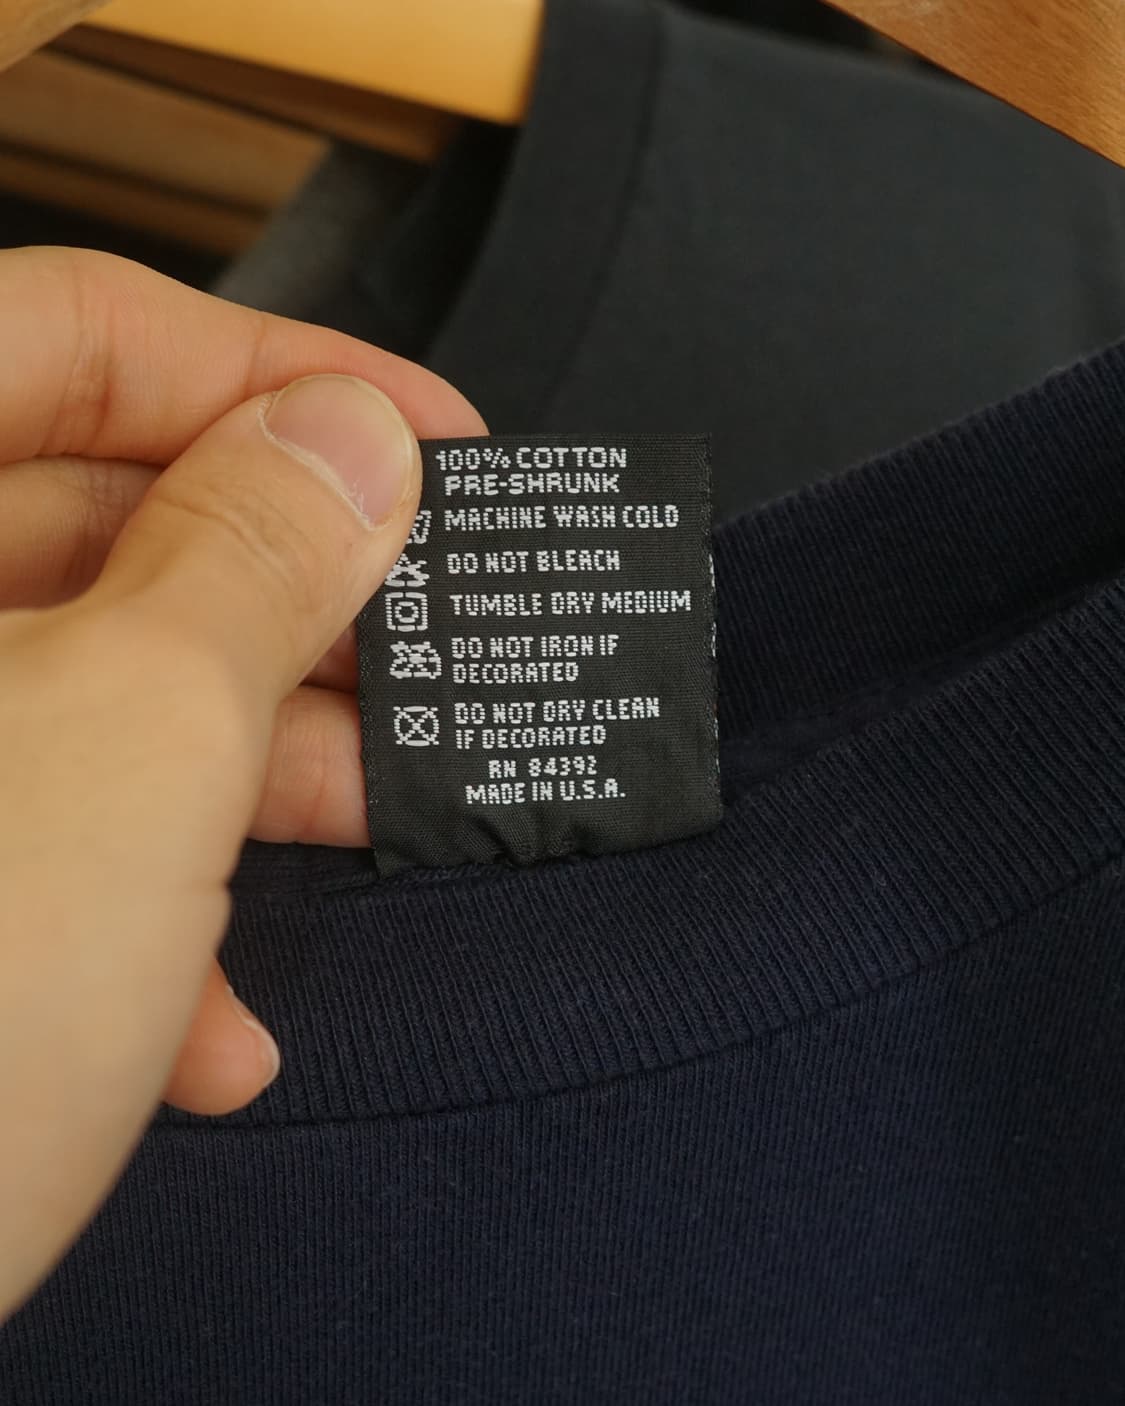 100% COTTON
PRE-SHRUNK
MACHINE WASH COLD
DO NOT BLEACH
TUMBLE DRY MEDIUM
DO NOT IRON IF
DECORATED
DO NOT DRY CLEAN
IF DECORATED
RN 84392
MADE IN U.S.A.